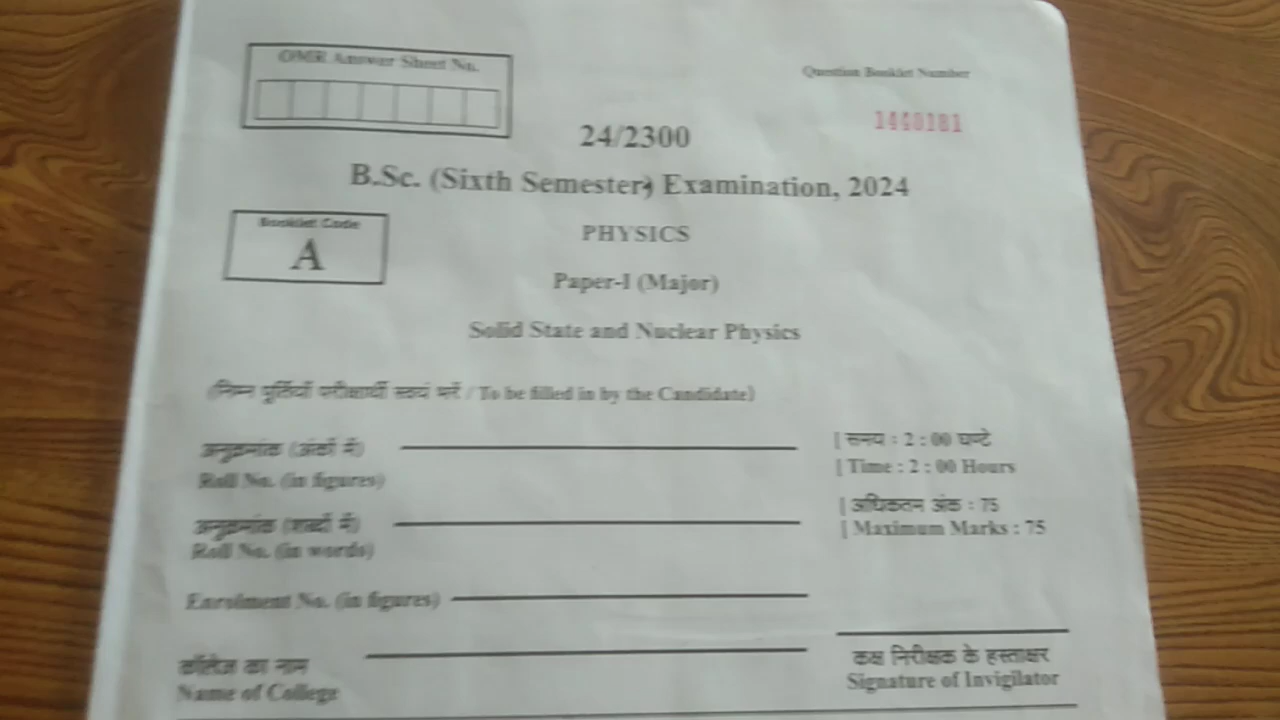 OMR Answer Sheet No.
Question Booklet Number
1440181
24/2300
B.Sc. (Sixth Semester) Examination, 2024
Booklet Code
A
PHYSICS
Paper-I (Major)
Solid State and Nuclear Physics
(निम्न पूर्तियाँ परीक्षार्थी स्वयं भरें / To be filled in by the Candidate)
अनुक्रमांक (अंकों में)
Roll No. (in figures)
[ समय : 2 : 00 घण्टे
[ Time : 2 : 00 Hours
अनुक्रमांक (शब्दों में)
Roll No. (in words)
[ अधिकतम अंक : 75
[ Maximum Marks : 75
Enrolment No. (in figures)
कॉलेज का नाम
Name of College
कक्ष निरीक्षक के हस्ताक्षर
Signature of Invigilator